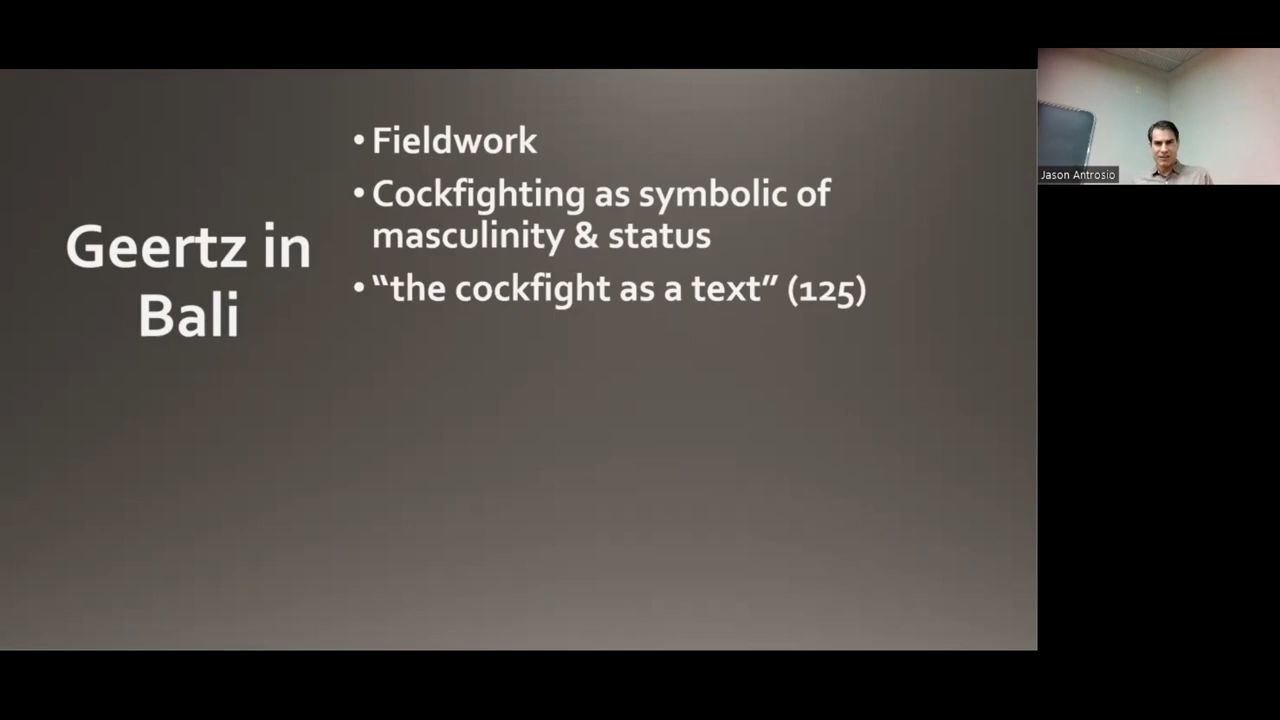 Geertz in
Bali
• Fieldwork
• Cockfighting as symbolic of
masculinity & status
• “the cockfight as a text” (125)
Jason Antrosio